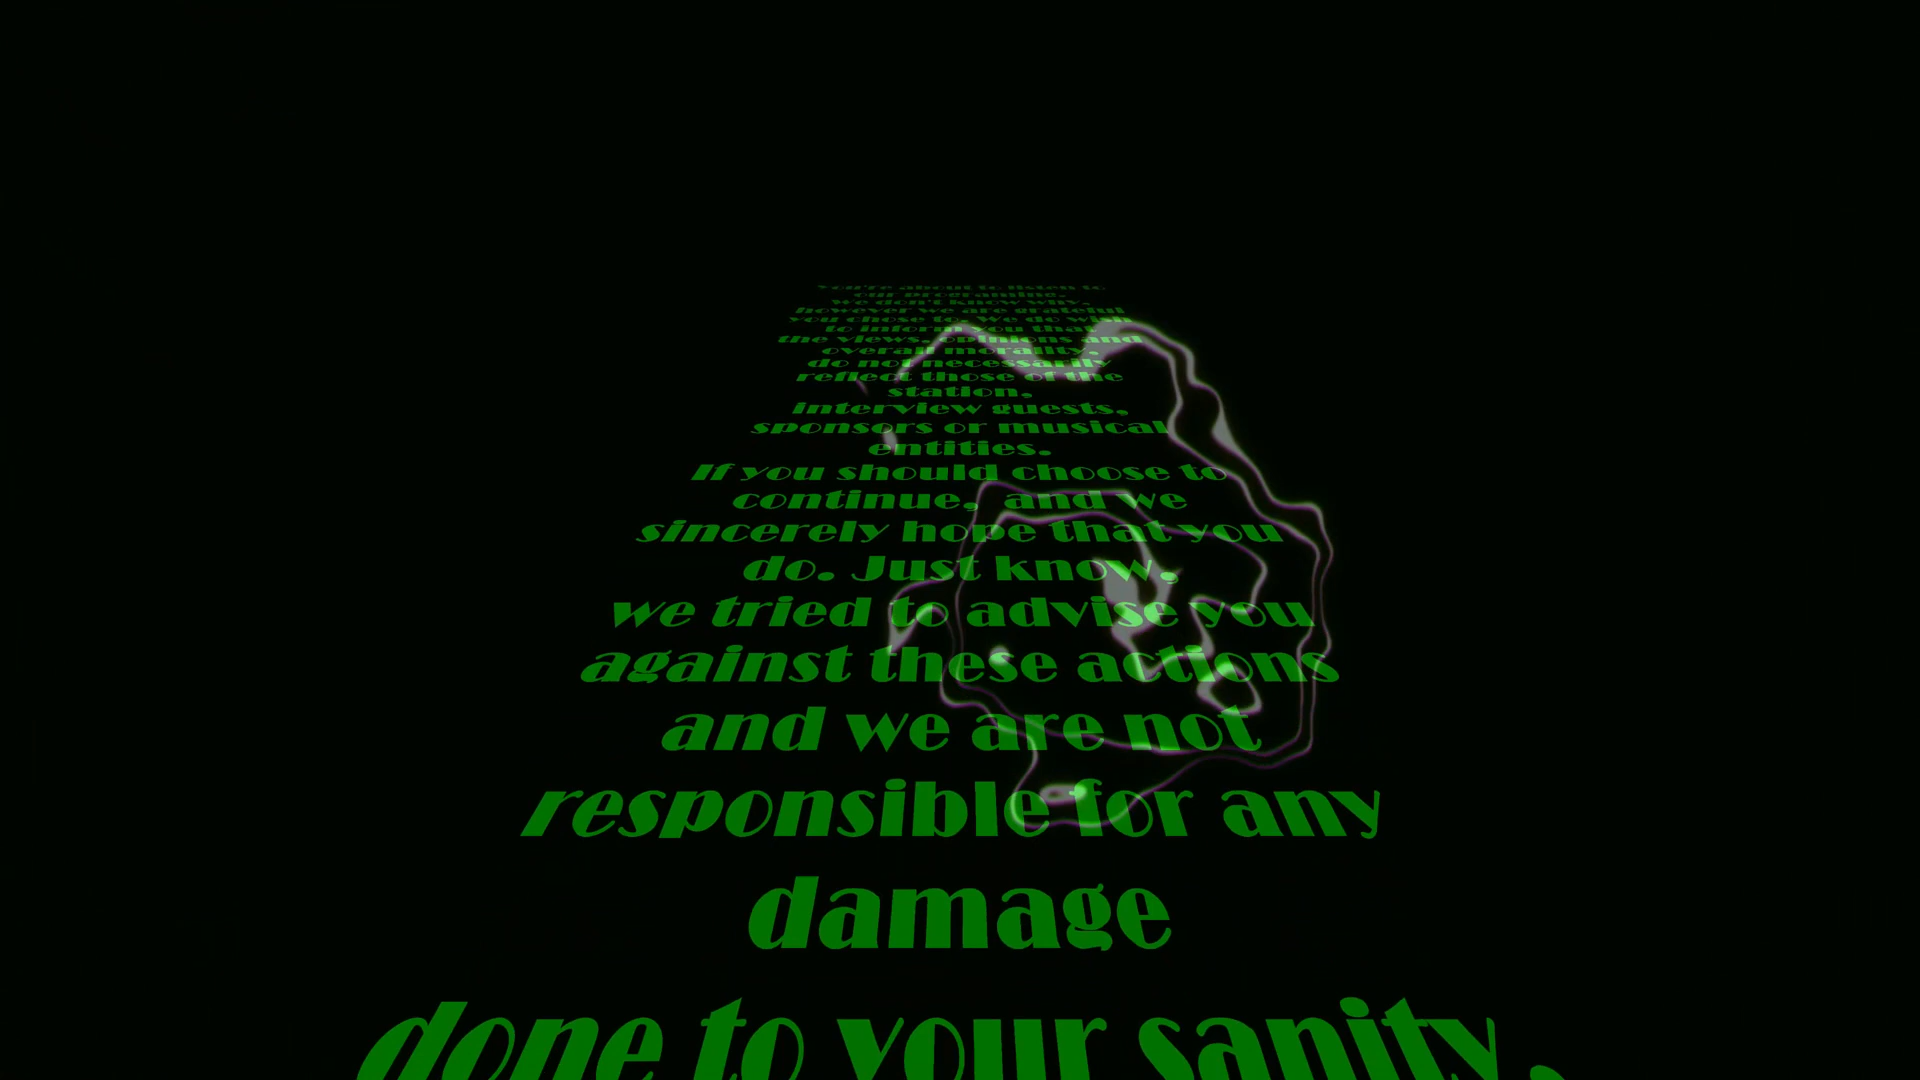 You're about to listen to
our programing.
We don't know why,
however we are grateful
you chose to. We do wish
to inform you that
the views, opinions and
overall morality,
do not necessarily
reflect those of the
station,
interview guests,
sponsors or musical
entities.
If you should choose to
continue, and we
sincerely hope that you
do. Just know,
we tried to advise you
against these actions
and we are not
responsible for any
damage
done to your sanity,